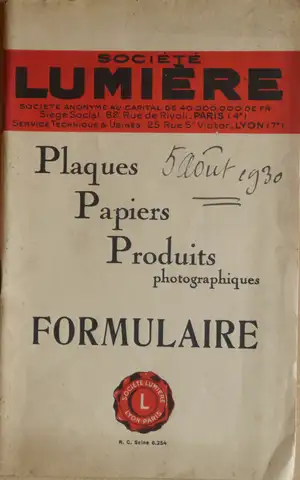 SOCIÉTÉ
LUMIÈRE
SOCIÉTÉ ANONYME AU CAPITAL DE 40.000.000 DE FR
Siège Social, 82, Rue de Rivoli, PARIS (4e)
SERVICE TECHNIQUE & USINES 25 Rue St Victor, LYON (7e)
Plaques 5 août 1930
Papiers
Produits
photographiques
FORMULAIRE
SOCIÉTÉ LUMIÈRE
L
LYON PARIS
R. C. Seine 6.354